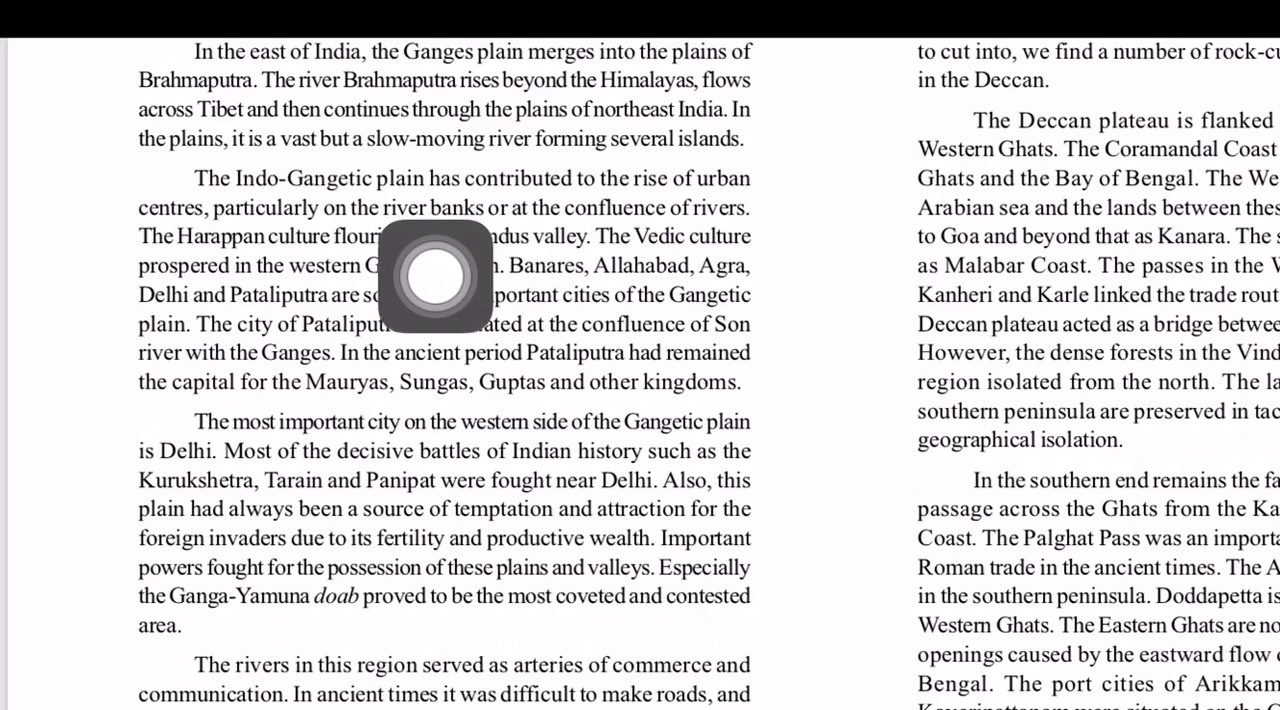 In the east of India, the Ganges plain merges into the plains of
Brahmaputra. The river Brahmaputra rises beyond the Himalayas, flows
across Tibet and then continues through the plains of northeast India. In
the plains, it is a vast but a slow-moving river forming several islands.
The Indo-Gangetic plain has contributed to the rise of urban
centres, particularly on the river banks or at the confluence of rivers.
The Harappan culture flouri ndus valley. The Vedic culture
prospered in the western G n. Banares, Allahabad, Agra,
Delhi and Pataliputra are so portant cities of the Gangetic
plain. The city of Pataliput ated at the confluence of Son
river with the Ganges. In the ancient period Pataliputra had remained
the capital for the Mauryas, Sungas, Guptas and other kingdoms.
The most important city on the western side of the Gangetic plain
is Delhi. Most of the decisive battles of Indian history such as the
Kurukshetra, Tarain and Panipat were fought near Delhi. Also, this
plain had always been a source of temptation and attraction for the
foreign invaders due to its fertility and productive wealth. Important
powers fought for the possession of these plains and valleys. Especially
the Ganga-Yamuna doab proved to be the most coveted and contested
area.
The rivers in this region served as arteries of commerce and
communication. In ancient times it was difficult to make roads, and
to cut into, we find a number of rock-cu
in the Deccan.
The Deccan plateau is flanked
Western Ghats. The Coramandal Coast
Ghats and the Bay of Bengal. The We
Arabian sea and the lands between thes
to Goa and beyond that as Kanara. The s
as Malabar Coast. The passes in the W
Kanheri and Karle linked the trade rout
Deccan plateau acted as a bridge betwee
However, the dense forests in the Vind
region isolated from the north. The la
southern peninsula are preserved in tac
geographical isolation.
In the southern end remains the fa
passage across the Ghats from the Ka
Coast. The Palghat Pass was an importa
Roman trade in the ancient times. The A
in the southern peninsula. Doddapetta is
Western Ghats. The Eastern Ghats are no
openings caused by the eastward flow
Bengal. The port cities of Arikkam